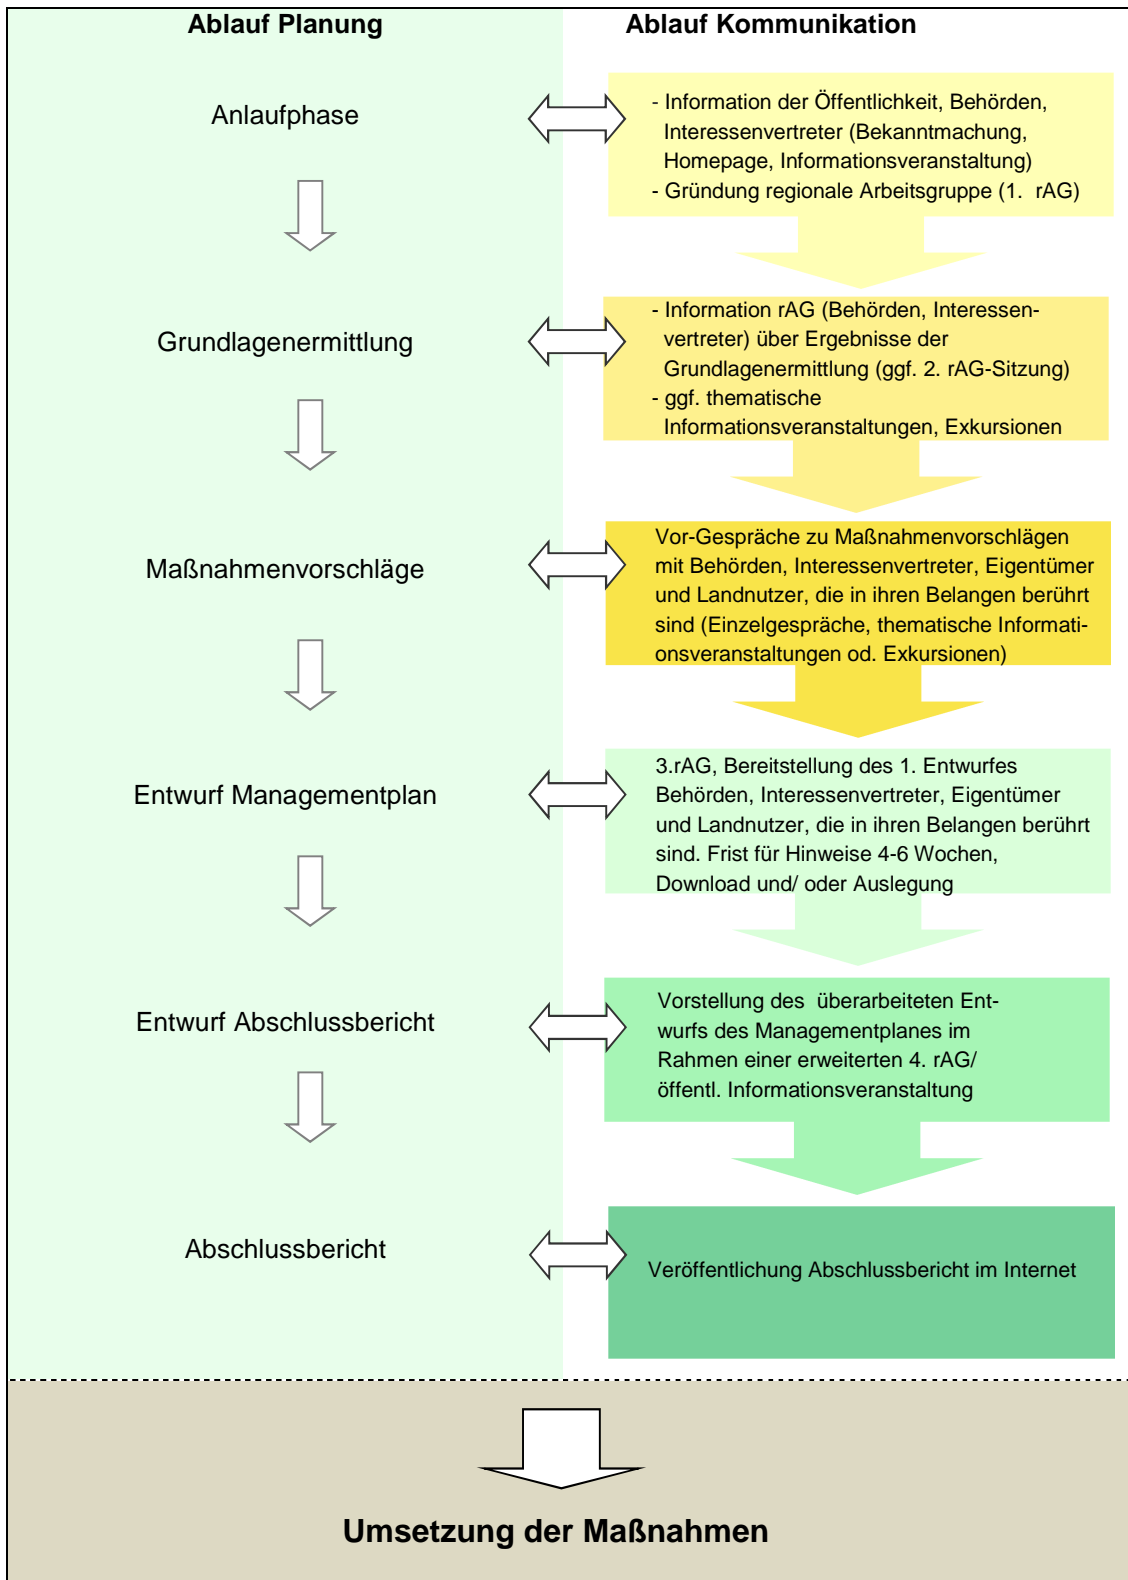 Ablauf Planung
Ablauf Kommunikation
Anlaufphase
- Information der Öffentlichkeit, Behörden,
Interessenvertreter (Bekanntmachung,
Homepage, Informationsveranstaltung)
- Gründung regionale Arbeitsgruppe (1. rAG)
Grundlagenermittlung
- Information rAG (Behörden, Interessen-
vertreter) über Ergebnisse der
Grundlagenermittlung (ggf. 2. rAG-Sitzung)
- ggf. thematische
Informationsveranstaltungen, Exkursionen
Maßnahmenvorschläge
Vor-Gespräche zu Maßnahmenvorschlägen
mit Behörden, Interessenvertreter, Eigentümer
und Landnutzer, die in ihren Belangen berührt
sind (Einzelgespräche, thematische Informati-
onsveranstaltungen od. Exkursionen)
Entwurf Managementplan
3.rAG, Bereitstellung des 1. Entwurfes
Behörden, Interessenvertreter, Eigentümer
und Landnutzer, die in ihren Belangen berührt
sind. Frist für Hinweise 4-6 Wochen,
Download und/ oder Auslegung
Entwurf Abschlussbericht
Vorstellung des überarbeiteten Ent-
wurfs des Managementplanes im
Rahmen einer erweiterten 4. rAG/
öffentl. Informationsveranstaltung
Abschlussbericht
Veröffentlichung Abschlussbericht im Internet
Umsetzung der Maßnahmen